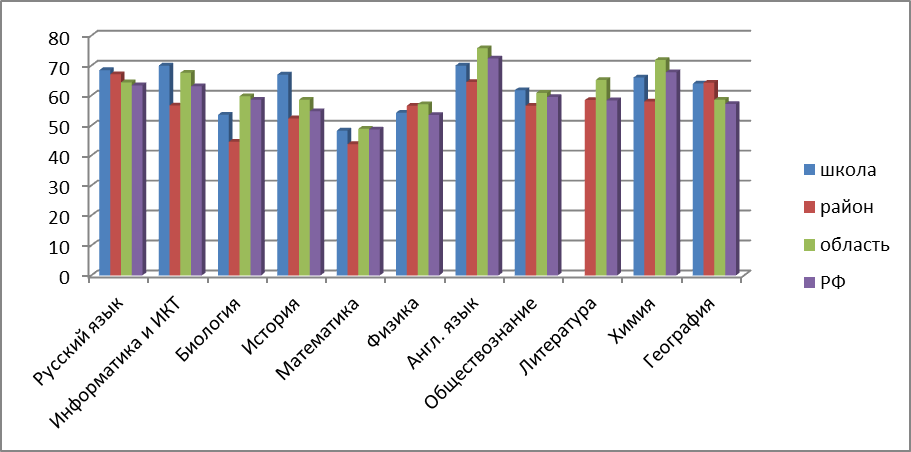 80
70
60
50
40
30
20
10
0
Русский язык
Информатика и ИКТ
Биология
История
Математика
Физика
Англ. язык
Обществознание
Литература
Химия
География
школа
район
область
РФ